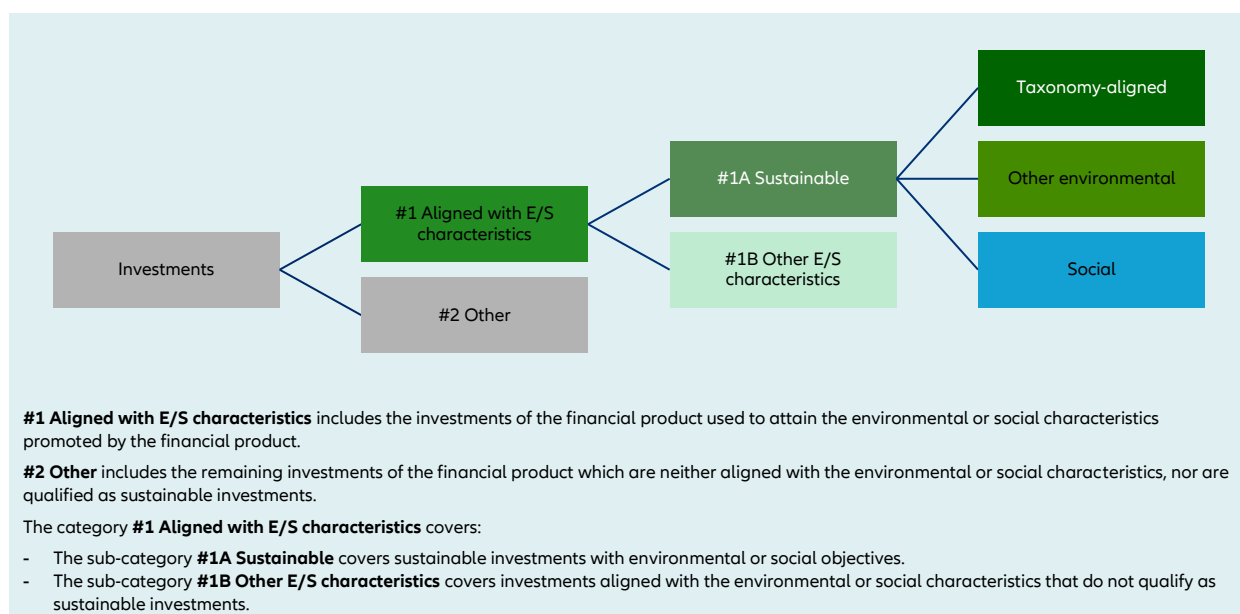 Taxonomy-aligned
#1A Sustainable
Other environmental
#1 Aligned with E/S
characteristics
#1B Other E/S
characteristics
Investments
Social
#2 Other
#1 Aligned with E/S characteristics includes the investments of the financial product used to attain the environmental or social characteristics
promoted by the financial product.
#2 Other includes the remaining investments of the financial product which are neither aligned with the environmental or social characteristics, nor are
qualified as sustainable investments.
The category #1 Aligned with E/S characteristics covers:
- The sub-category #1A Sustainable covers sustainable investments with environmental or social objectives.
- The sub-category #1B Other E/S characteristics covers investments aligned with the environmental or social characteristics that do not qualify as
sustainable investments.